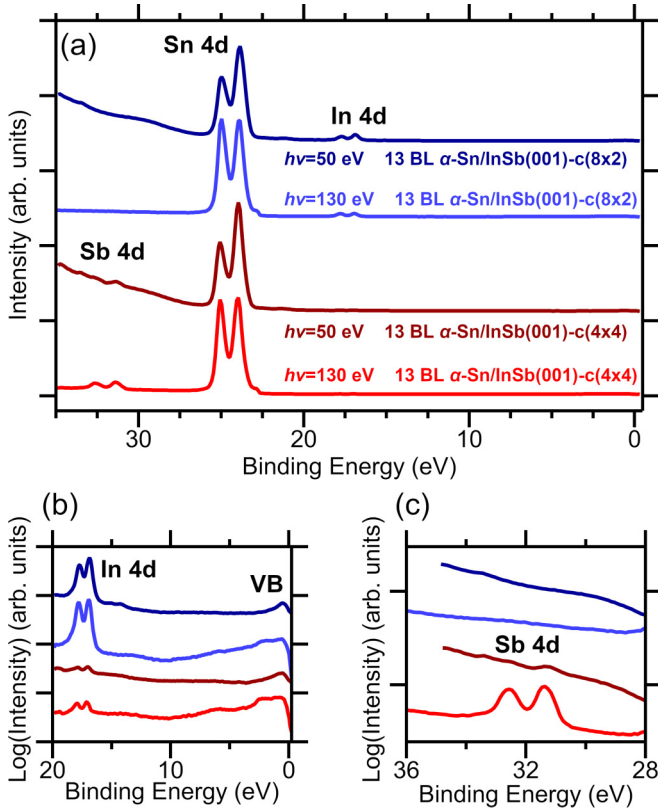 (a)
Sn 4d
In 4d
hν=50 eV 13 BL α-Sn/InSb(001)-c(8x2)
hν=130 eV 13 BL α-Sn/InSb(001)-c(8x2)
Sb 4d
hν=50 eV 13 BL α-Sn/InSb(001)-c(4x4)
hν=130 eV 13 BL α-Sn/InSb(001)-c(4x4)
Intensity (arb. units)
30 20 10 0
Binding Energy (eV)
(b)
In 4d
VB
Log(Intensity) (arb. units)
20 10 0
Binding Energy (eV)
(c)
Sb 4d
Log(Intensity) (arb. units)
36 32 28
Binding Energy (eV)